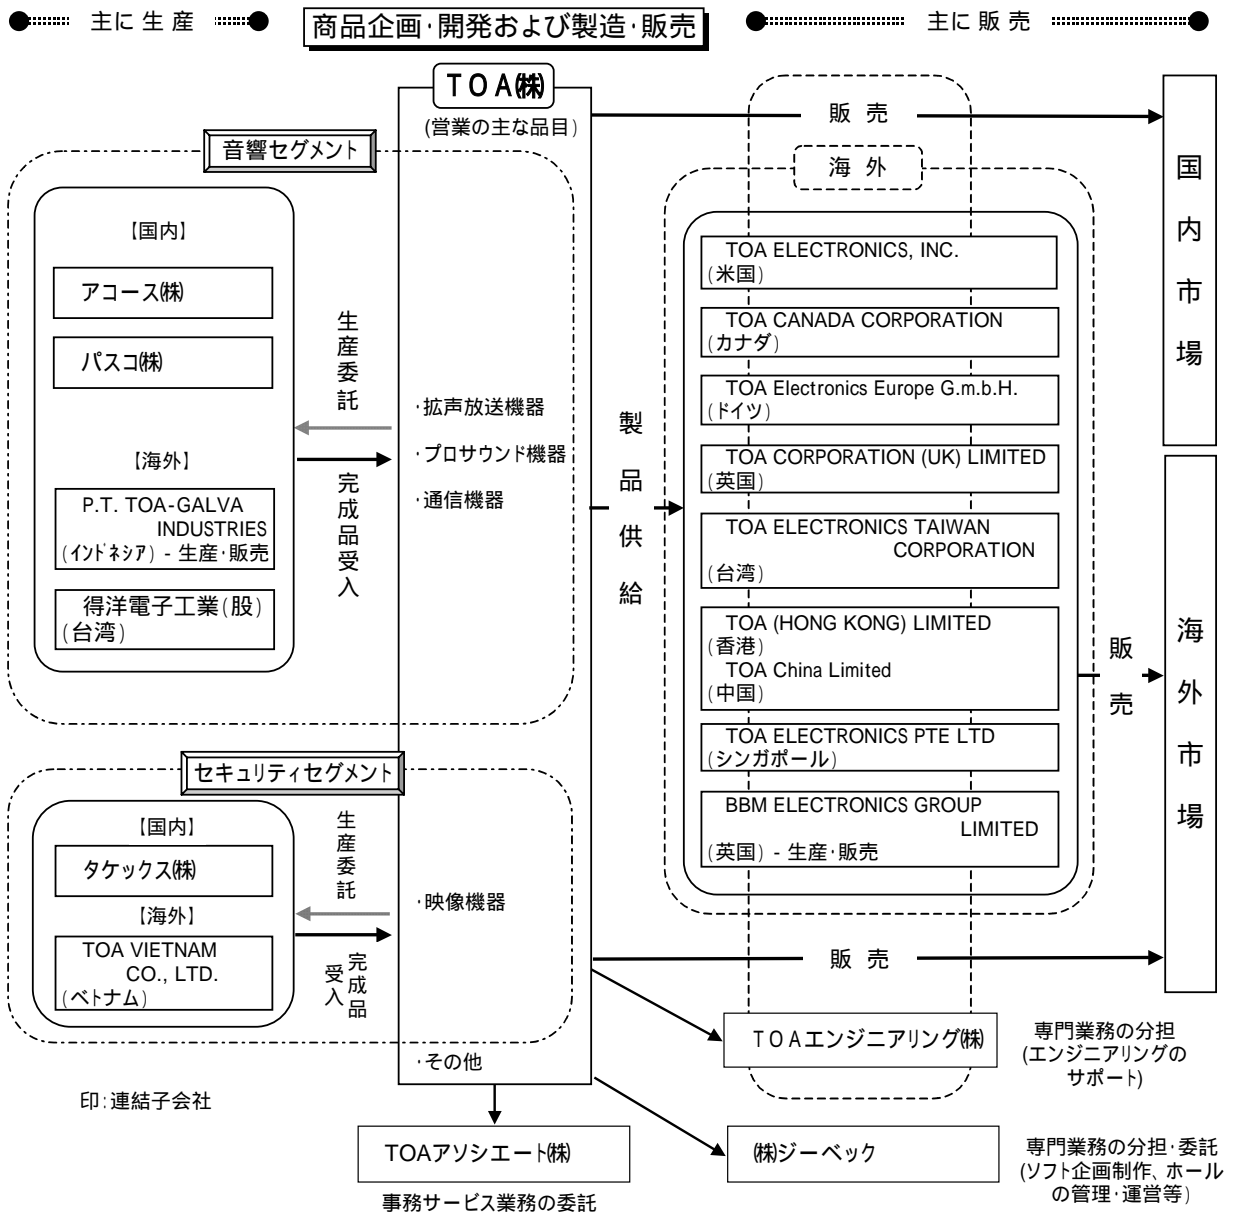 主に 生 産
商品企画・開発および製造・販売
主に 販 売
TOA㈱
(営業の主な品目)
販 売
国内市場
音響セグメント
海 外
【国内】
アコース㈱
パスコ㈱
【海外】
P.T. TOA-GALVA
INDUSTRIES
(インドネシア) - 生産・販売
得洋電子工業(股)
(台湾)
生産委託
完成品受入
・拡声放送機器
・プロサウンド機器
・通信機器
製品供給
TOA ELECTRONICS, INC.
(米国)
TOA CANADA CORPORATION
(カナダ)
TOA Electronics Europe G.m.b.H.
(ドイツ)
TOA CORPORATION (UK) LIMITED
(英国)
TOA ELECTRONICS TAIWAN
CORPORATION
(台湾)
TOA (HONG KONG) LIMITED
(香港)
TOA China Limited
(中国)
TOA ELECTRONICS PTE LTD
(シンガポール)
BBM ELECTRONICS GROUP
LIMITED
(英国) - 生産・販売
販売
海外市場
セキュリティセグメント
【国内】
タケックス㈱
【海外】
TOA VIETNAM
CO., LTD.
(ベトナム)
生産委託
完成品
受入
・映像機器
販 売
・その他
TOAエンジニアリング㈱
専門業務の分担
(エンジニアリングの
サポート)
印:連結子会社
TOAアソシエート㈱
事務サービス業務の委託
㈱ジーベック
専門業務の分担・委託
(ソフト企画制作、ホール
の管理・運営等)